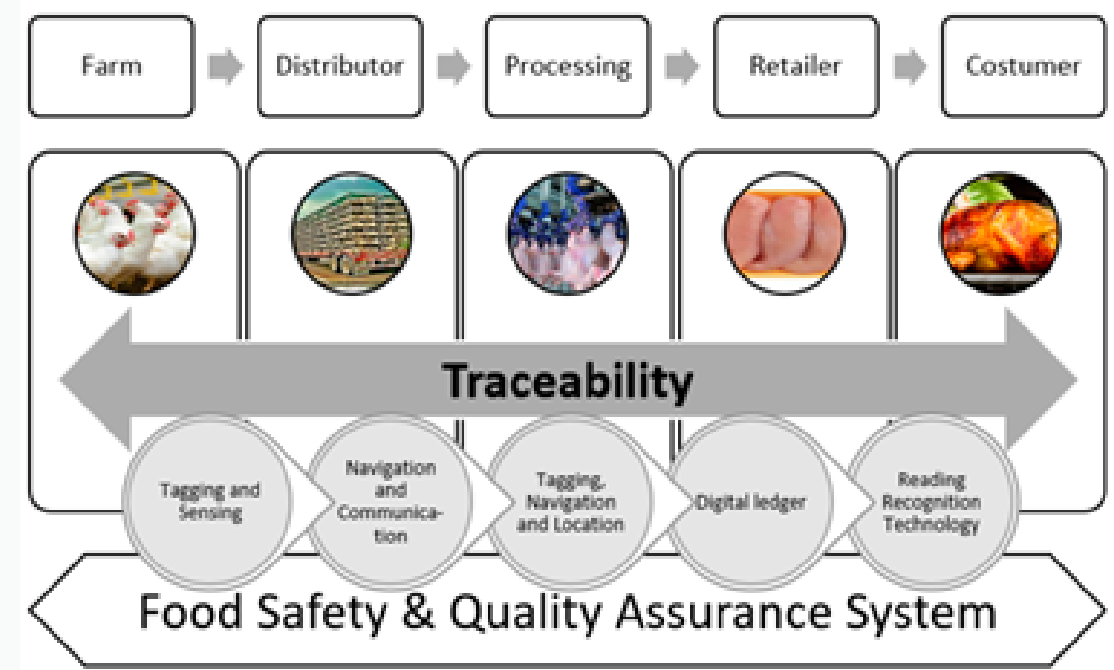 Farm
Distributor
Processing
Retailer
Costumer
Traceability
Tagging and
Sensing
Navigation
and
Communica-
tion
Tagging,
Navigation
and Location
Digital ledger
Reading
Recognition
Technology
Food Safety & Quality Assurance System